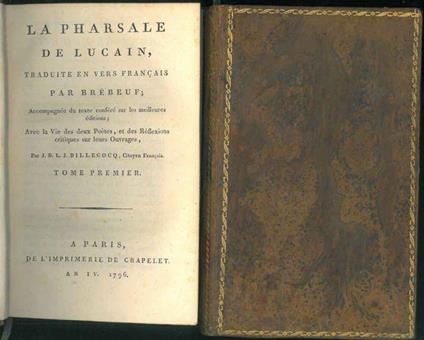 LA PHARSALE
DE LUCAIN,
TRADUITE EN VERS FRANÇAIS
PAR BRÉBEUF;
Accompagnée du texte conféré sur les meilleures
éditions;
Avec la Vie des deux Poëtes, et des Réflexions
critiques sur leurs Ouvrages,
Par J. B. L. J. BILLECOCQ, Citoyen Français.
TOME PREMIER.
A PARIS,
DE L'IMPRIMERIE DE CRAPELET.
AN IV. 1796.